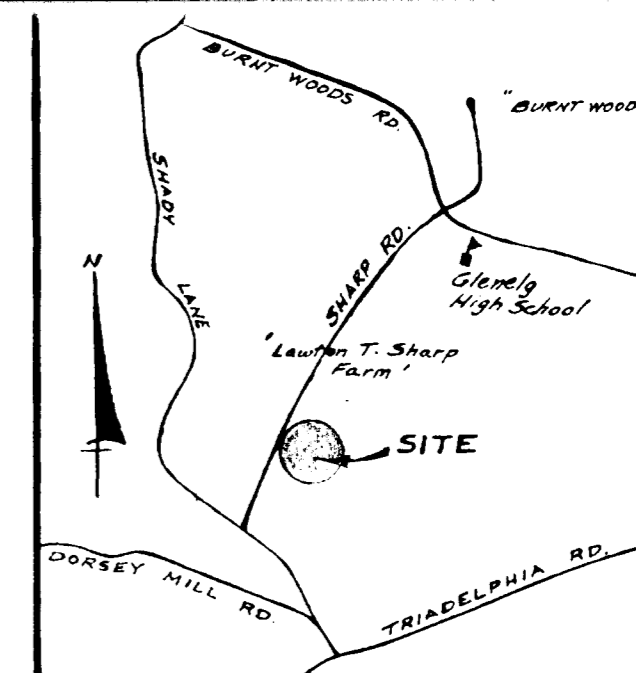 BURNT WOODS RD.
"BURNT WOOD
SHADY
LANE
N
SHARP RD.
Glenelg
High School
'Lawton T. Sharp
Farm'
SITE
DORSEY MILL RD.
TRIADELPHIA RD.